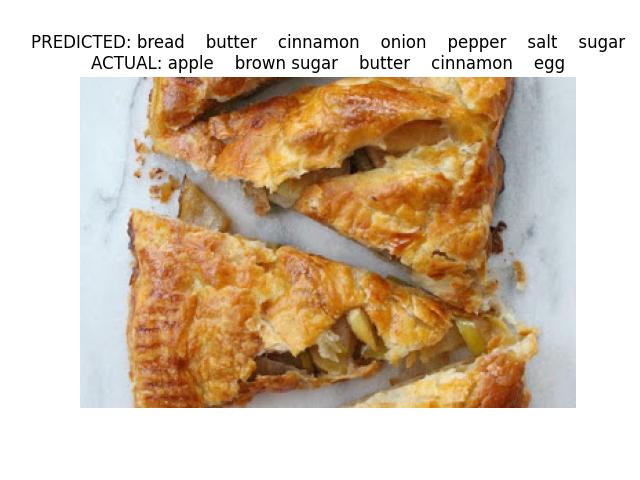 PREDICTED: bread butter cinnamon onion pepper salt sugar
ACTUAL: apple brown sugar butter cinnamon egg